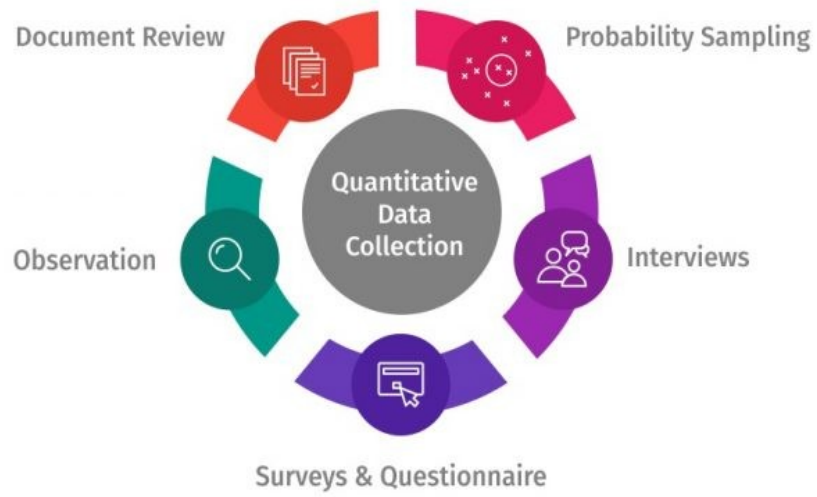 Document Review
Probability Sampling
Quantitative
Data
Collection
Observation
Interviews
Surveys & Questionnaire